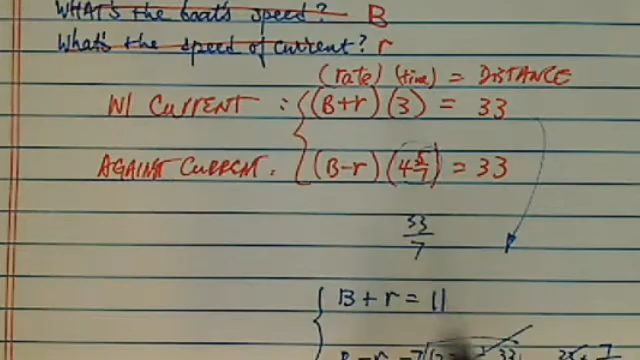 WHAT'S the boat's speed? B
What's the speed of current? r
(rate) (time) = DISTANCE
W/ CURRENT : (B+r)(3) = 33
AGAINST CURRENT : (B-r)(4 5/7) = 33
33/7
B + r = 11
B - r